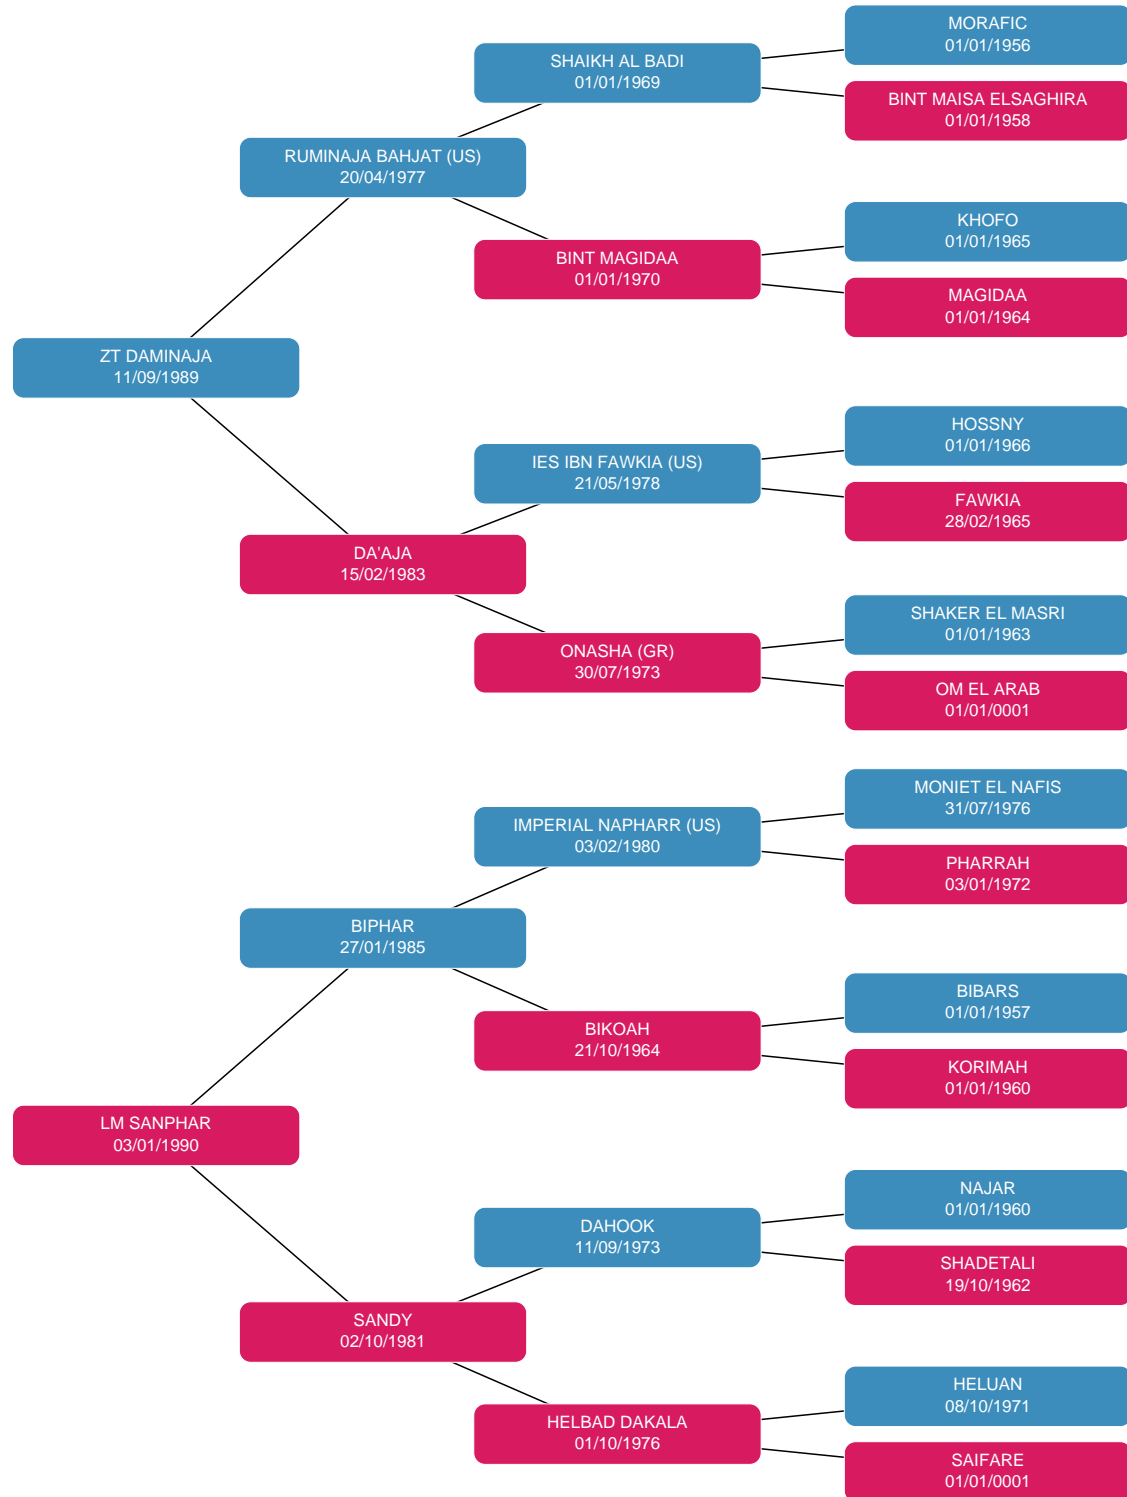 MORAFIC
01/01/1956
SHAIKH AL BADI
01/01/1969
BINT MAISA ELSAGHIRA
01/01/1958
RUMINAJA BAHJAT (US)
20/04/1977
KHOFO
01/01/1965
BINT MAGIDAA
01/01/1970
MAGIDAA
01/01/1964
ZT DAMINAJA
11/09/1989
HOSSNY
01/01/1966
IES IBN FAWKIA (US)
21/05/1978
FAWKIA
28/02/1965
DA'AJA
15/02/1983
SHAKER EL MASRI
01/01/1963
ONASHA (GR)
30/07/1973
OM EL ARAB
01/01/0001
MONIET EL NAFIS
31/07/1976
IMPERIAL NAPHARR (US)
03/02/1980
PHARRAH
03/01/1972
BIPHAR
27/01/1985
BIBARS
01/01/1957
BIKOAH
21/10/1964
KORIMAH
01/01/1960
LM SANPHAR
03/01/1990
NAJAR
01/01/1960
DAHOOK
11/09/1973
SHADETALI
19/10/1962
SANDY
02/10/1981
HELUAN
08/10/1971
HELBAD DAKALA
01/10/1976
SAIFARE
01/01/0001